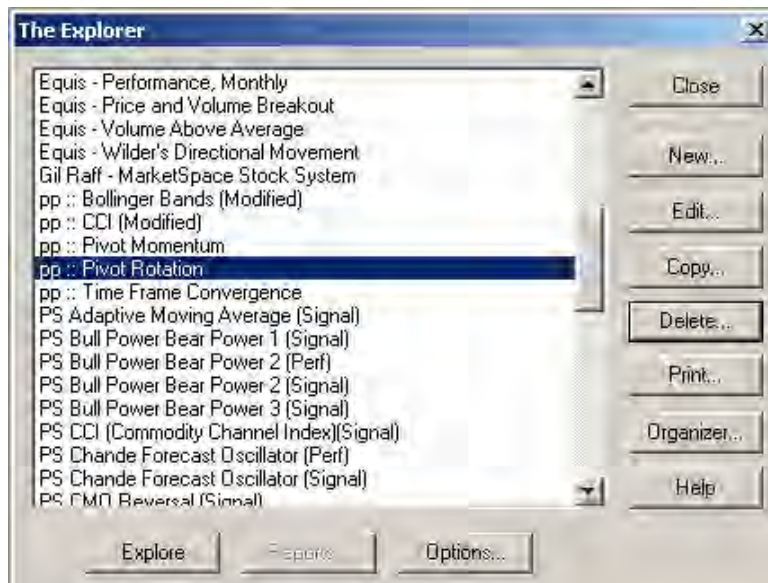 The Explorer
Equis - Performance, Monthly
Equis - Price and Volume Breakout
Equis - Volume Above Average
Equis - Wilder's Directional Movement
Gil Raff - MarketSpace Stock System
pp :: Bollinger Bands (Modified)
pp :: CCI (Modified)
pp :: Pivot Momentum
pp :: Pivot Rotation
pp :: Time Frame Convergence
PS Adaptive Moving Average (Signal)
PS Bull Power Bear Power 1 (Signal)
PS Bull Power Bear Power 2 (Perf)
PS Bull Power Bear Power 2 (Signal)
PS Bull Power Bear Power 3 (Signal)
PS CCI (Commodity Channel Index)(Signal)
PS Chande Forecast Oscillator (Perf)
PS Chande Forecast Oscillator (Signal)
PS CMO Reversal (Signal)
Close
New...
Edit...
Copy...
Delete...
Print...
Organizer...
Help
Explore
Reports
Options...